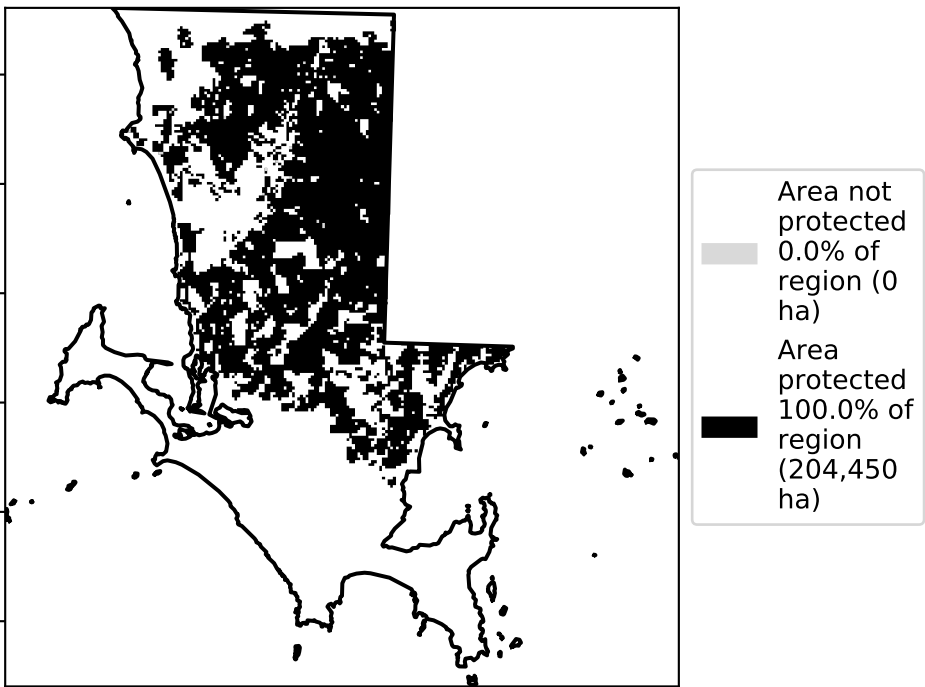 Area not
protected
0.0% of
region (0
ha)
Area
protected
100.0% of
region
(204,450
ha)